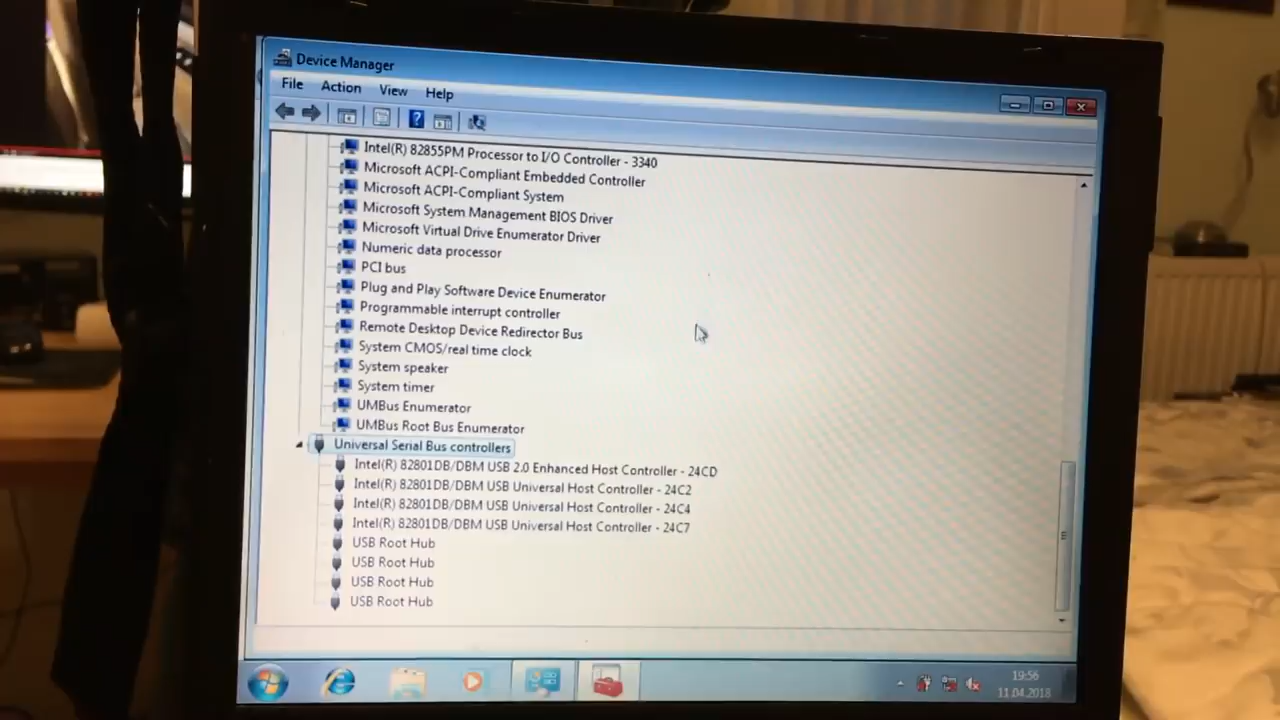 Device Manager
File Action View Help
Intel(R) 82855PM Processor to I/O Controller - 3340
Microsoft ACPI-Compliant Embedded Controller
Microsoft ACPI-Compliant System
Microsoft System Management BIOS Driver
Microsoft Virtual Drive Enumerator Driver
Numeric data processor
PCI bus
Plug and Play Software Device Enumerator
Programmable interrupt controller
Remote Desktop Device Redirector Bus
System CMOS/real time clock
System speaker
System timer
UMBus Enumerator
UMBus Root Bus Enumerator
Universal Serial Bus controllers
Intel(R) 82801DB/DBM USB 2.0 Enhanced Host Controller - 24CD
Intel(R) 82801DB/DBM USB Universal Host Controller - 24C2
Intel(R) 82801DB/DBM USB Universal Host Controller - 24C4
Intel(R) 82801DB/DBM USB Universal Host Controller - 24C7
USB Root Hub
USB Root Hub
USB Root Hub
USB Root Hub
19:56
11.04.2018